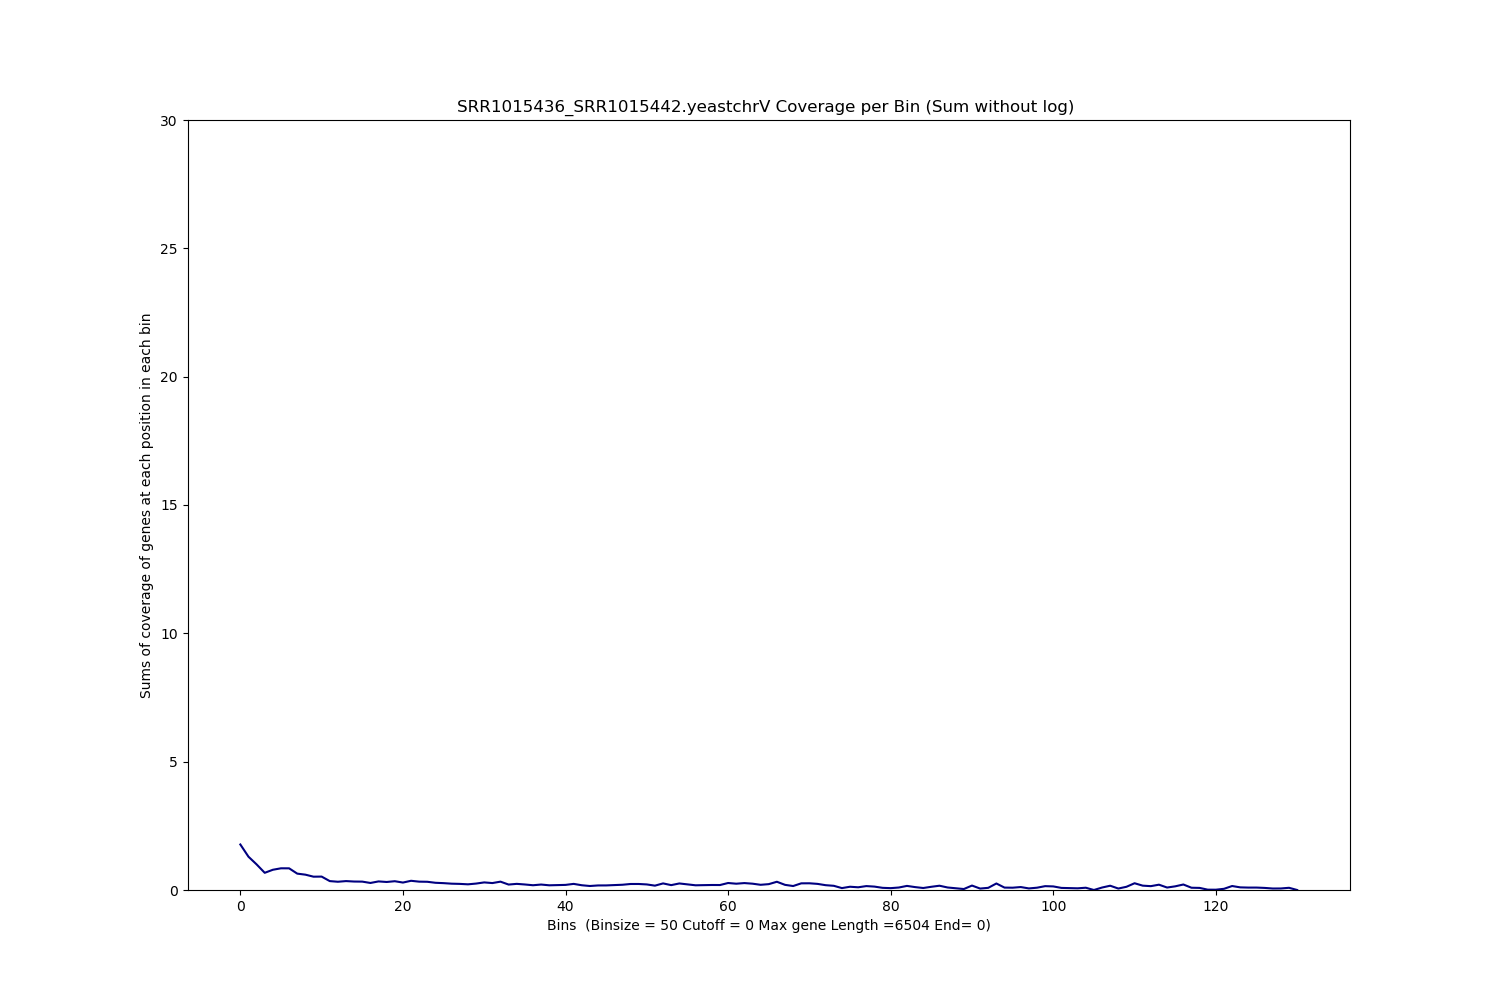 SRR1015436_SRR1015442.yeastchrV Coverage per Bin (Sum without log)
30
25
20
15
10
5
0
Sums of coverage of genes at each position in each bin
0 20 40 60 80 100 120
Bins  (Binsize = 50 Cutoff = 0 Max gene Length =6504 End= 0)